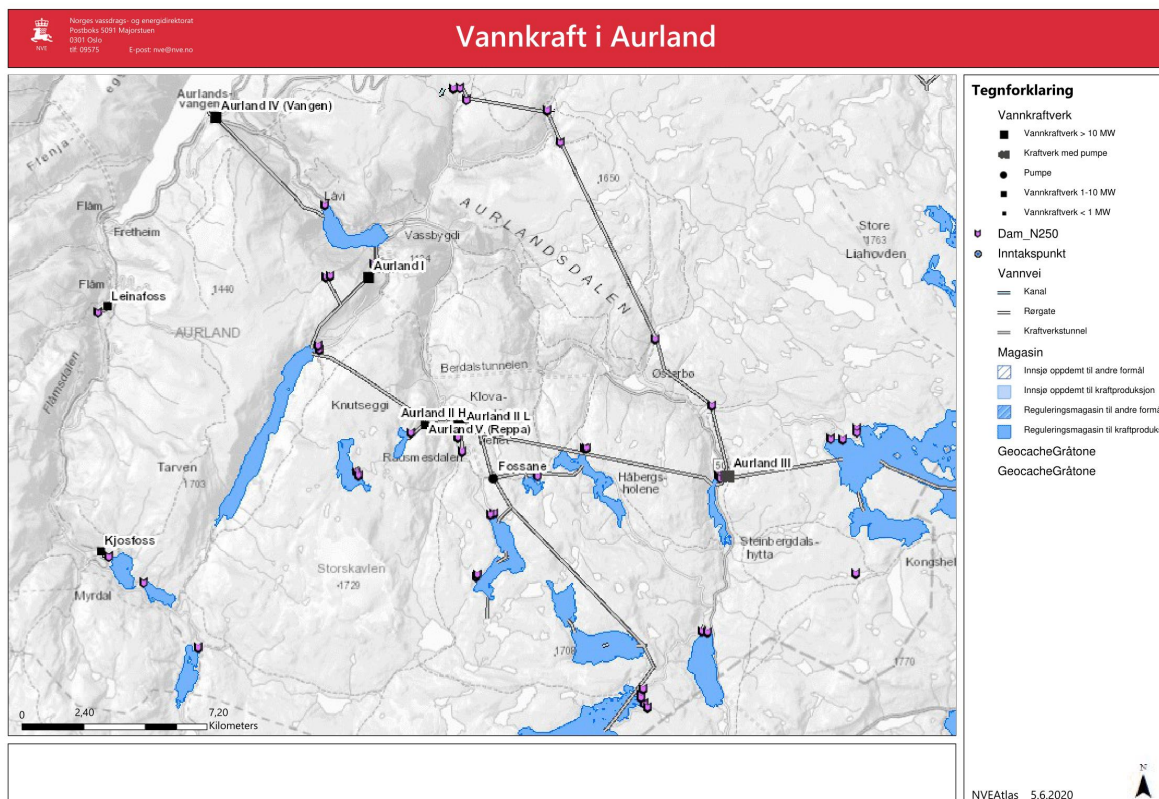 Norges vassdrags- og energidirektorat
Postboks 5091 Majorstuen
0301 Oslo
tlf: 09575 E-post: nve@nve.no
NVE
Vannkraft i Aurland
Aurlands-
vangen
Aurland IV (Vangen)
Flenja-
Flåm
Fretheim
Låvi
Vassbygdi
1650
AURLANDSDALEN
Store
1763
Liahovden
Aurland I
Flåm
Leinafoss
1440
AURLAND
Flåmsdalen
Berdalstunnelen
Østerbø
Knutseggi
Klova-
Aurland II H
Aurland II L
Aurland V (Reppa)
Rausmesdalen
Fossane
Aurland III
Håbergs-
holene
Tarven
1703
Steinbergdals-
hytta
Kongshel
Kjosfoss
Myrdal
Storskavlen
1729
1708
1770
0 2,40 7,20
Kilometers
Tegnforklaring
Vannkraftverk
Vannkraftverk > 10 MW
Kraftverk med pumpe
Pumpe
Vannkraftverk 1-10 MW
Vannkraftverk < 1 MW
Dam_N250
Inntakspunkt
Vannvei
Kanal
Rørgate
Kraftverkstunnel
Magasin
Innsjø oppdemt til andre formål
Innsjø oppdemt til kraftproduksjon
Reguleringsmagasin til andre formå
Reguleringsmagasin til kraftproduks
GeocacheGråtone
GeocacheGråtone
N
NVEAtlas 5.6.2020